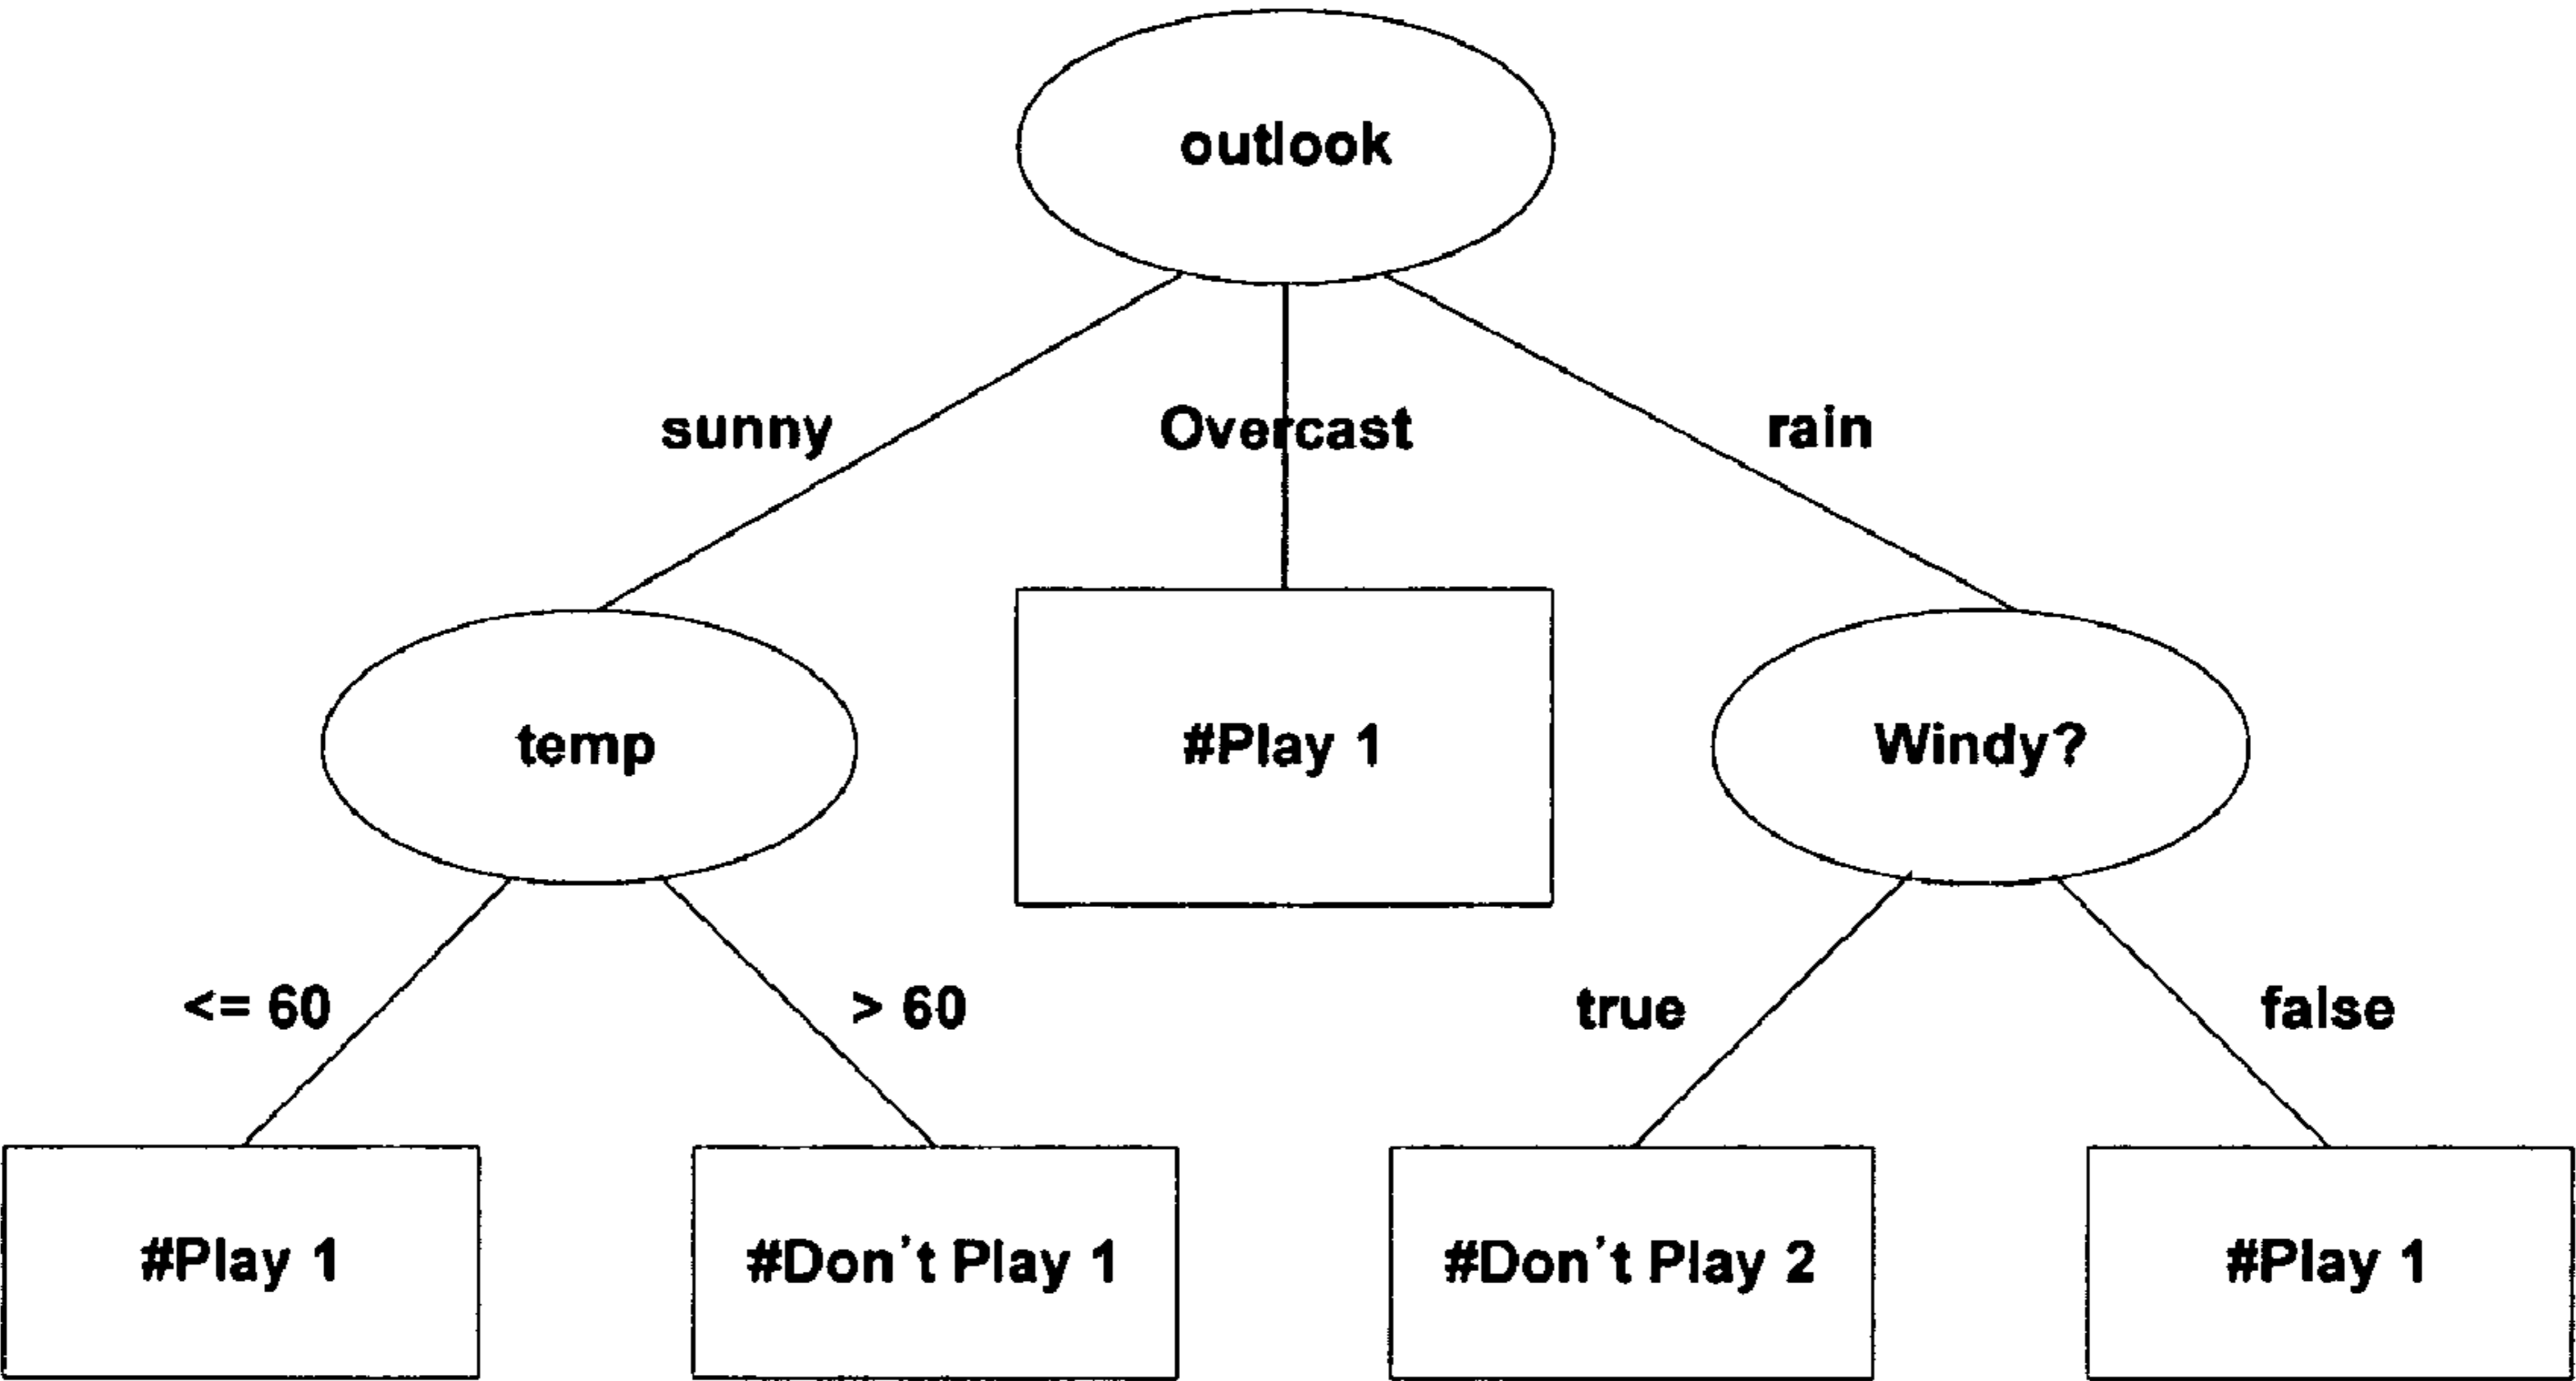 outlook
sunny
Overcast
rain
temp
#Play 1
Windy?
<= 60
> 60
true
false
#Play 1
#Don't Play 1
#Don't Play 2
#Play 1